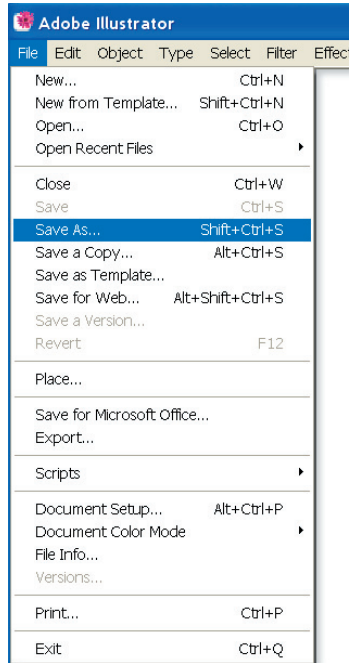 Adobe Illustrator
File Edit Object Type Select Filter Effect
New... Ctrl+N
New from Template... Shift+Ctrl+N
Open... Ctrl+O
Open Recent Files
Close Ctrl+W
Save Ctrl+S
Save As... Shift+Ctrl+S
Save a Copy... Alt+Ctrl+S
Save as Template...
Save for Web... Alt+Shift+Ctrl+S
Save a Version...
Revert F12
Place...
Save for Microsoft Office...
Export...
Scripts
Document Setup... Alt+Ctrl+P
Document Color Mode
File Info...
Versions...
Print... Ctrl+P
Exit Ctrl+Q